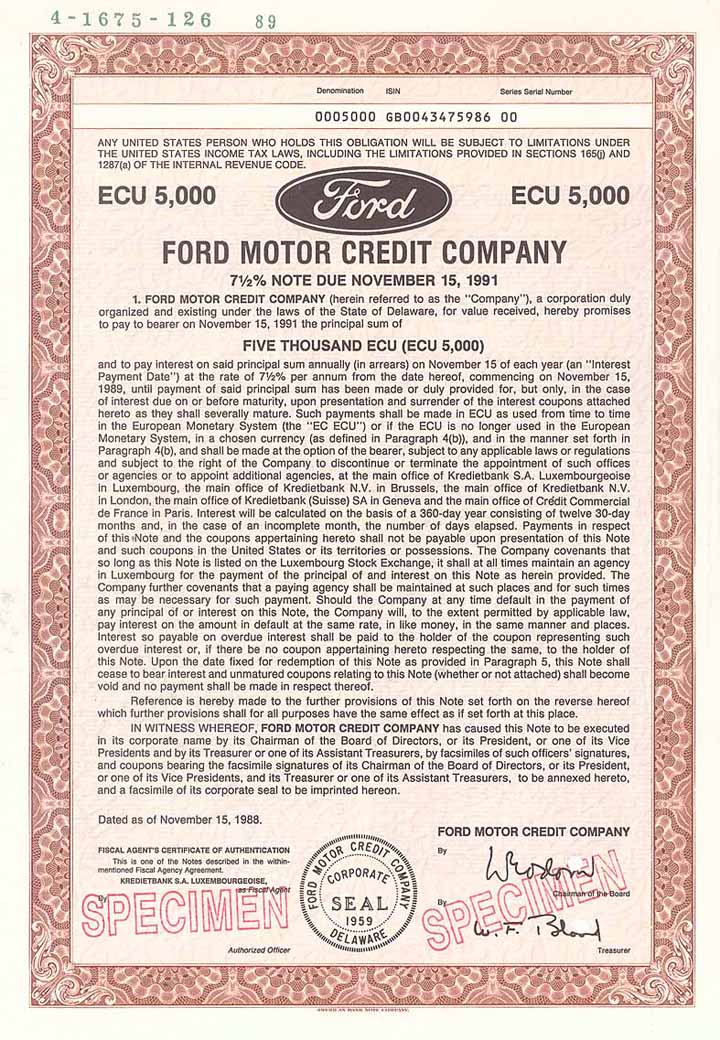 4-1675-126 89
Denomination ISIN Series Serial Number
0005000 GB0043475986 00
ANY UNITED STATES PERSON WHO HOLDS THIS OBLIGATION WILL BE SUBJECT TO LIMITATIONS UNDER
THE UNITED STATES INCOME TAX LAWS, INCLUDING THE LIMITATIONS PROVIDED IN SECTIONS 165(j) AND
1287(a) OF THE INTERNAL REVENUE CODE.
ECU 5,000 Ford ECU 5,000
FORD MOTOR CREDIT COMPANY
7½% NOTE DUE NOVEMBER 15, 1991
1. FORD MOTOR CREDIT COMPANY (herein referred to as the "Company"), a corporation duly
organized and existing under the laws of the State of Delaware, for value received, hereby promises
to pay to bearer on November 15, 1991 the principal sum of
FIVE THOUSAND ECU (ECU 5,000)
and to pay interest on said principal sum annually (in arrears) on November 15 of each year (an "Interest
Payment Date") at the rate of 7½% per annum from the date hereof, commencing on November 15,
1989, until payment of said principal sum has been made or duly provided for, but only, in the case
of interest due on or before maturity, upon presentation and surrender of the interest coupons attached
hereto as they shall severally mature. Such payments shall be made in ECU as used from time to time
in the European Monetary System (the "EC ECU") or if the ECU is no longer used in the European
Monetary System, in a chosen currency (as defined in Paragraph 4(b)), and in the manner set forth in
Paragraph 4(b), and shall be made at the option of the bearer, subject to any applicable laws or regulations
and subject to the right of the Company to discontinue or terminate the appointment of such offices
or agencies or to appoint additional agencies, at the main office of Kredietbank S.A. Luxembourgeoise
in Luxembourg, the main office of Kredietbank N.V. in Brussels, the main office of Kredietbank N.V.
in London, the main office of Kredietbank (Suisse) SA in Geneva and the main office of Crédit Commercial
de France in Paris. Interest will be calculated on the basis of a 360-day year consisting of twelve 30-day
months and, in the case of an incomplete month, the number of days elapsed. Payments in respect
of this Note and the coupons appertaining hereto shall not be payable upon presentation of this Note
and such coupons in the United States or its territories or possessions. The Company covenants that
so long as this Note is listed on the Luxembourg Stock Exchange, it shall at all times maintain an agency
in Luxembourg for the payment of the principal of and interest on this Note as herein provided. The
Company further covenants that a paying agency shall be maintained at such places and for such times
as may be necessary for such payment. Should the Company at any time default in the payment of
any principal of or interest on this Note, the Company will, to the extent permitted by applicable law,
pay interest on the amount in default at the same rate, in like money, in the same manner and places.
Interest so payable on overdue interest shall be paid to the holder of the coupon representing such
overdue interest or, if there be no coupon appertaining hereto respecting the same, to the holder of
this Note. Upon the date fixed for redemption of this Note as provided in Paragraph 5, this Note shall
cease to bear interest and unmatured coupons relating to this Note (whether or not attached) shall become
void and no payment shall be made in respect thereof.
Reference is hereby made to the further provisions of this Note set forth on the reverse hereof
which further provisions shall for all purposes have the same effect as if set forth at this place.
IN WITNESS WHEREOF, FORD MOTOR CREDIT COMPANY has caused this Note to be executed
in its corporate name by its Chairman of the Board of Directors, or its President, or one of its Vice
Presidents and by its Treasurer or one of its Assistant Treasurers, by facsimiles of such officers' signatures,
and coupons bearing the facsimile signatures of its Chairman of the Board of Directors, or its President,
or one of its Vice Presidents, and its Treasurer or one of its Assistant Treasurers, to be annexed hereto,
and a facsimile of its corporate seal to be imprinted hereon.
Dated as of November 15, 1988.
FORD MOTOR CREDIT COMPANY
FISCAL AGENT'S CERTIFICATE OF AUTHENTICATION
This is one of the Notes described in the within-
mentioned Fiscal Agency Agreement.
KREDIETBANK S.A. LUXEMBOURGEOISE,
as Fiscal Agent
By
SPECIMEN
Authorized Officer
FORD MOTOR CREDIT COMPANY
CORPORATE
SEAL
1959
DELAWARE
By
Chairman of the Board
SPECIMEN
By W. F. Bland
Treasurer
AMERICAN BANK NOTE COMPANY.